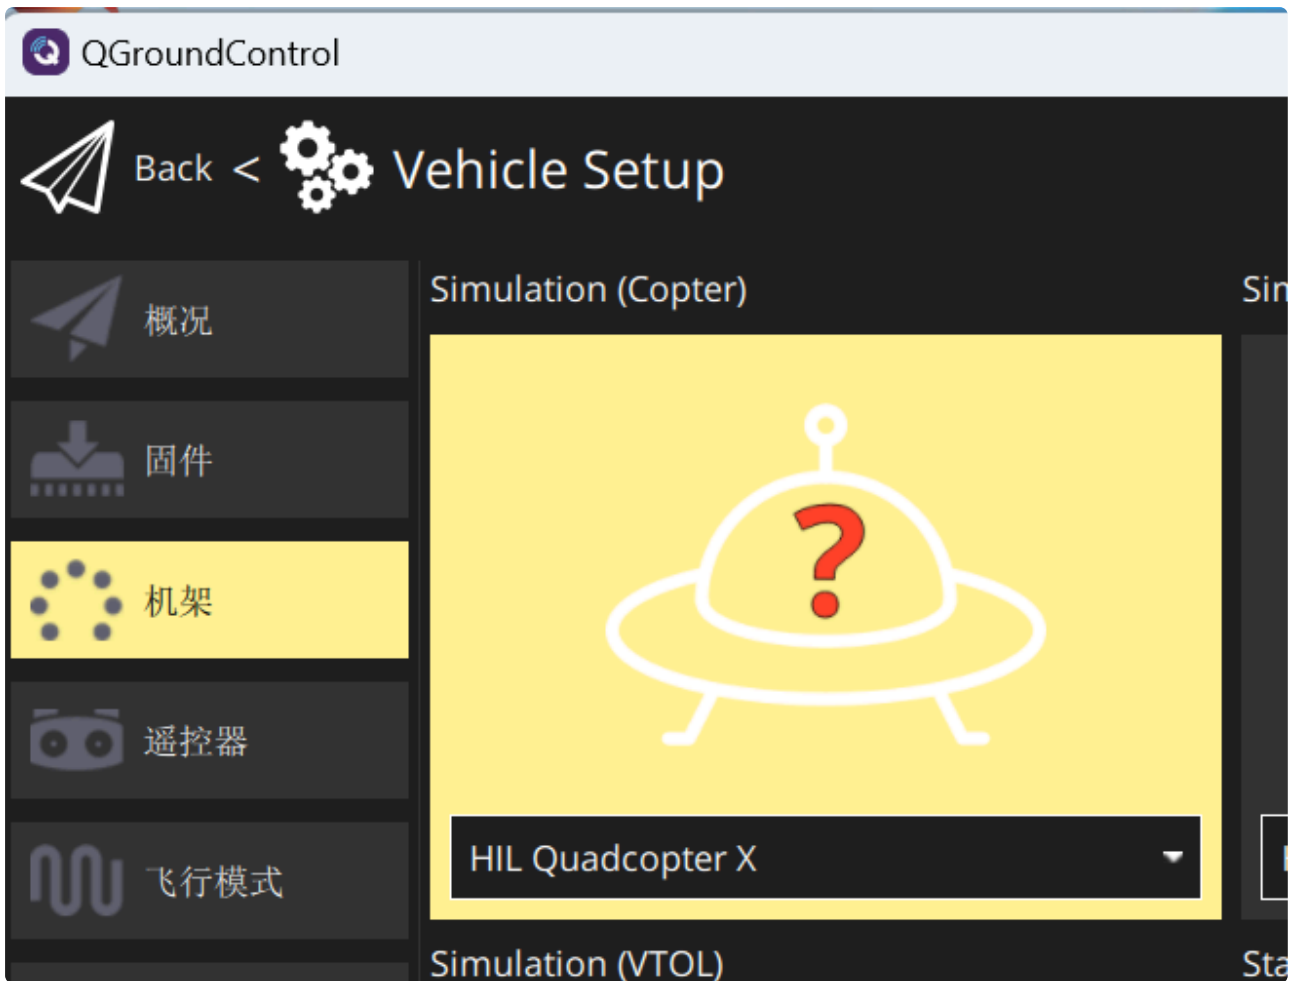 QGroundControl
Back < Vehicle Setup
概况
固件
机架
遥控器
飞行模式
Simulation (Copter)
HIL Quadcopter X
Simulation (VTOL)